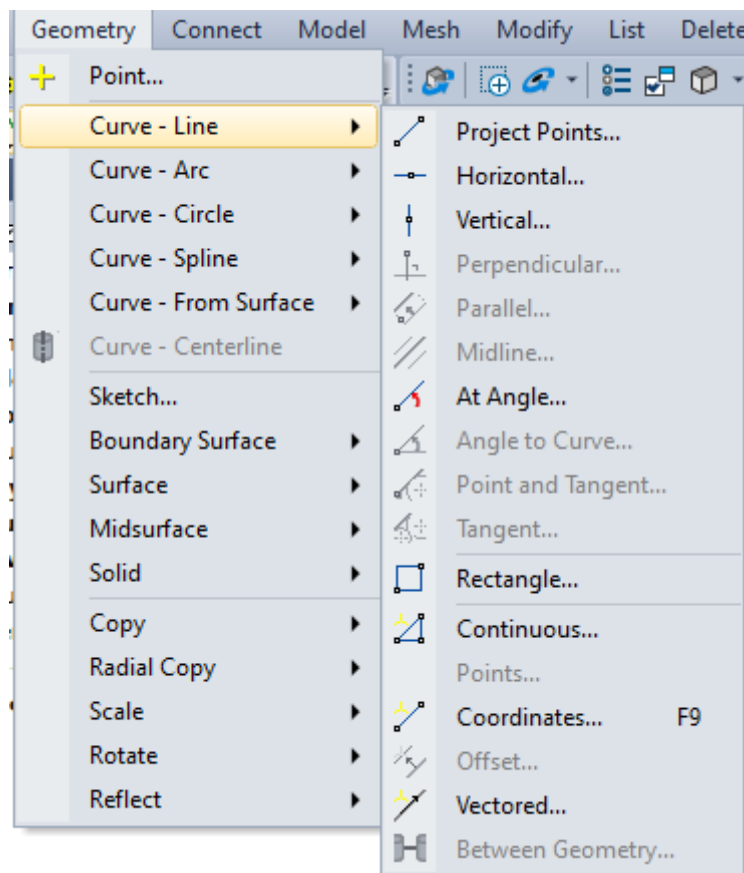 Geometry Connect Model Mesh Modify List Delete
Point...
Curve - Line
Curve - Arc
Curve - Circle
Curve - Spline
Curve - From Surface
Curve - Centerline
Sketch...
Boundary Surface
Surface
Midsurface
Solid
Copy
Radial Copy
Scale
Rotate
Reflect
Project Points...
Horizontal...
Vertical...
Perpendicular...
Parallel...
Midline...
At Angle...
Angle to Curve...
Point and Tangent...
Tangent...
Rectangle...
Continuous...
Points...
Coordinates... F9
Offset...
Vectored...
Between Geometry...